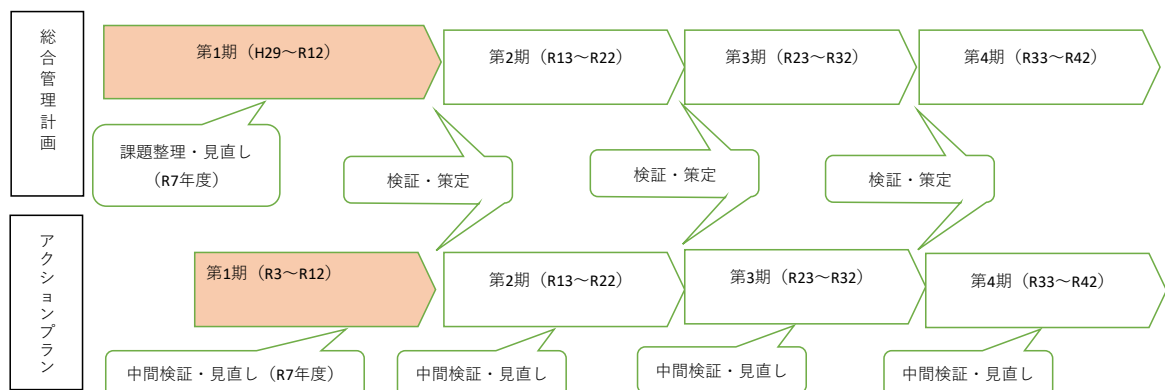 総合管理計画
第1期（H29～R12）
第2期（R13～R22）
第3期（R23～R32）
第4期（R33～R42）
課題整理・見直し
（R7年度）
検証・策定
検証・策定
検証・策定
アクションプラン
第1期（R3～R12）
第2期（R13～R22）
第3期（R23～R32）
第4期（R33～R42）
中間検証・見直し（R7年度）
中間検証・見直し
中間検証・見直し
中間検証・見直し